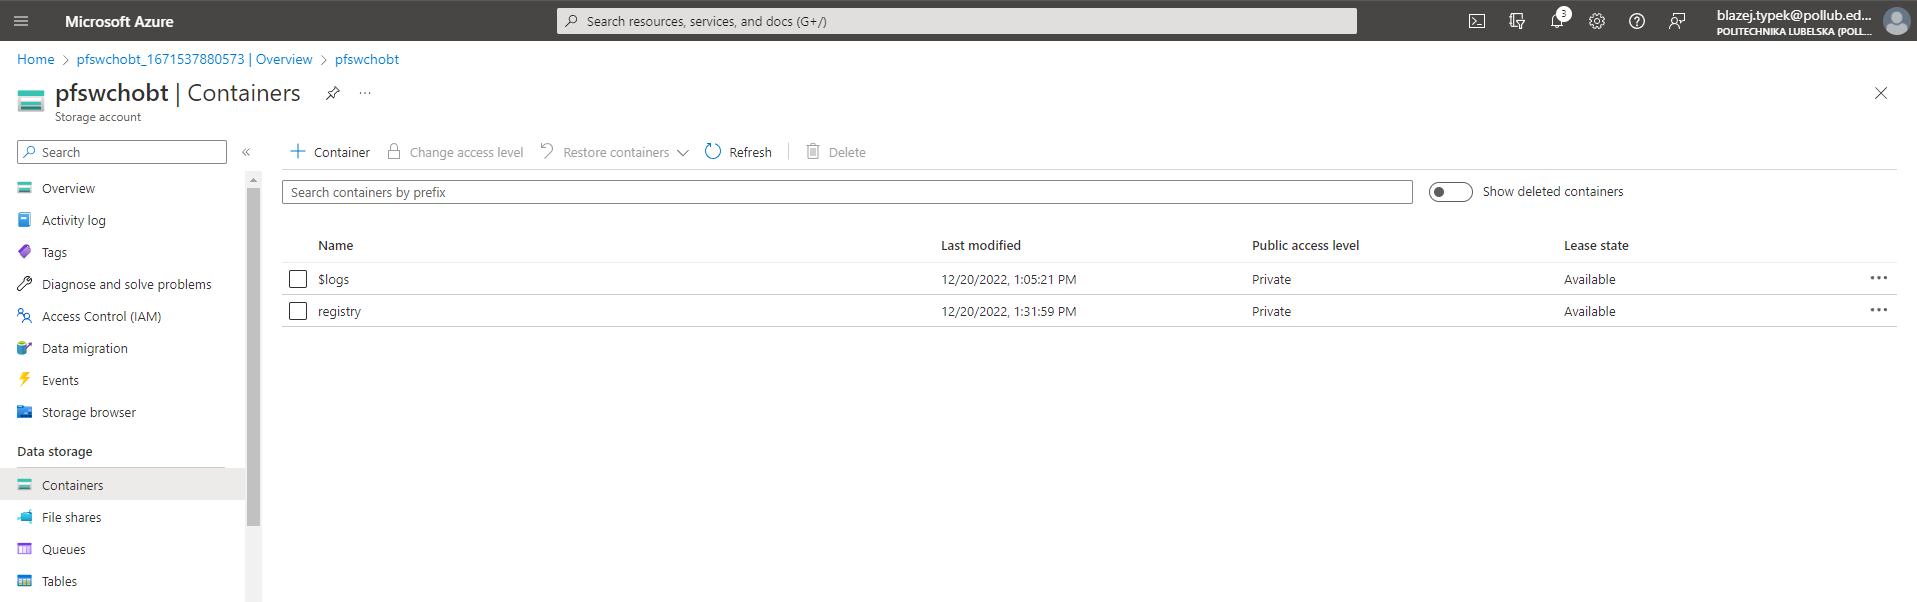 Microsoft Azure
Search resources, services, and docs (G+/)
3
blazej.typek@pollub.ed...
POLITECHNIKA LUBELSKA (POLL...
Home > pfswchobt_1671537880573 | Overview > pfswchobt
pfswchobt | Containers
Storage account
Search
«
Container
Change access level
Restore containers
Refresh
Delete
Search containers by prefix
Show deleted containers
Overview
Activity log
Tags
Diagnose and solve problems
Access Control (IAM)
Data migration
Events
Storage browser
Data storage
Containers
File shares
Queues
Tables
Name Last modified Public access level Lease state
$logs 12/20/2022, 1:05:21 PM Private Available
registry 12/20/2022, 1:31:59 PM Private Available